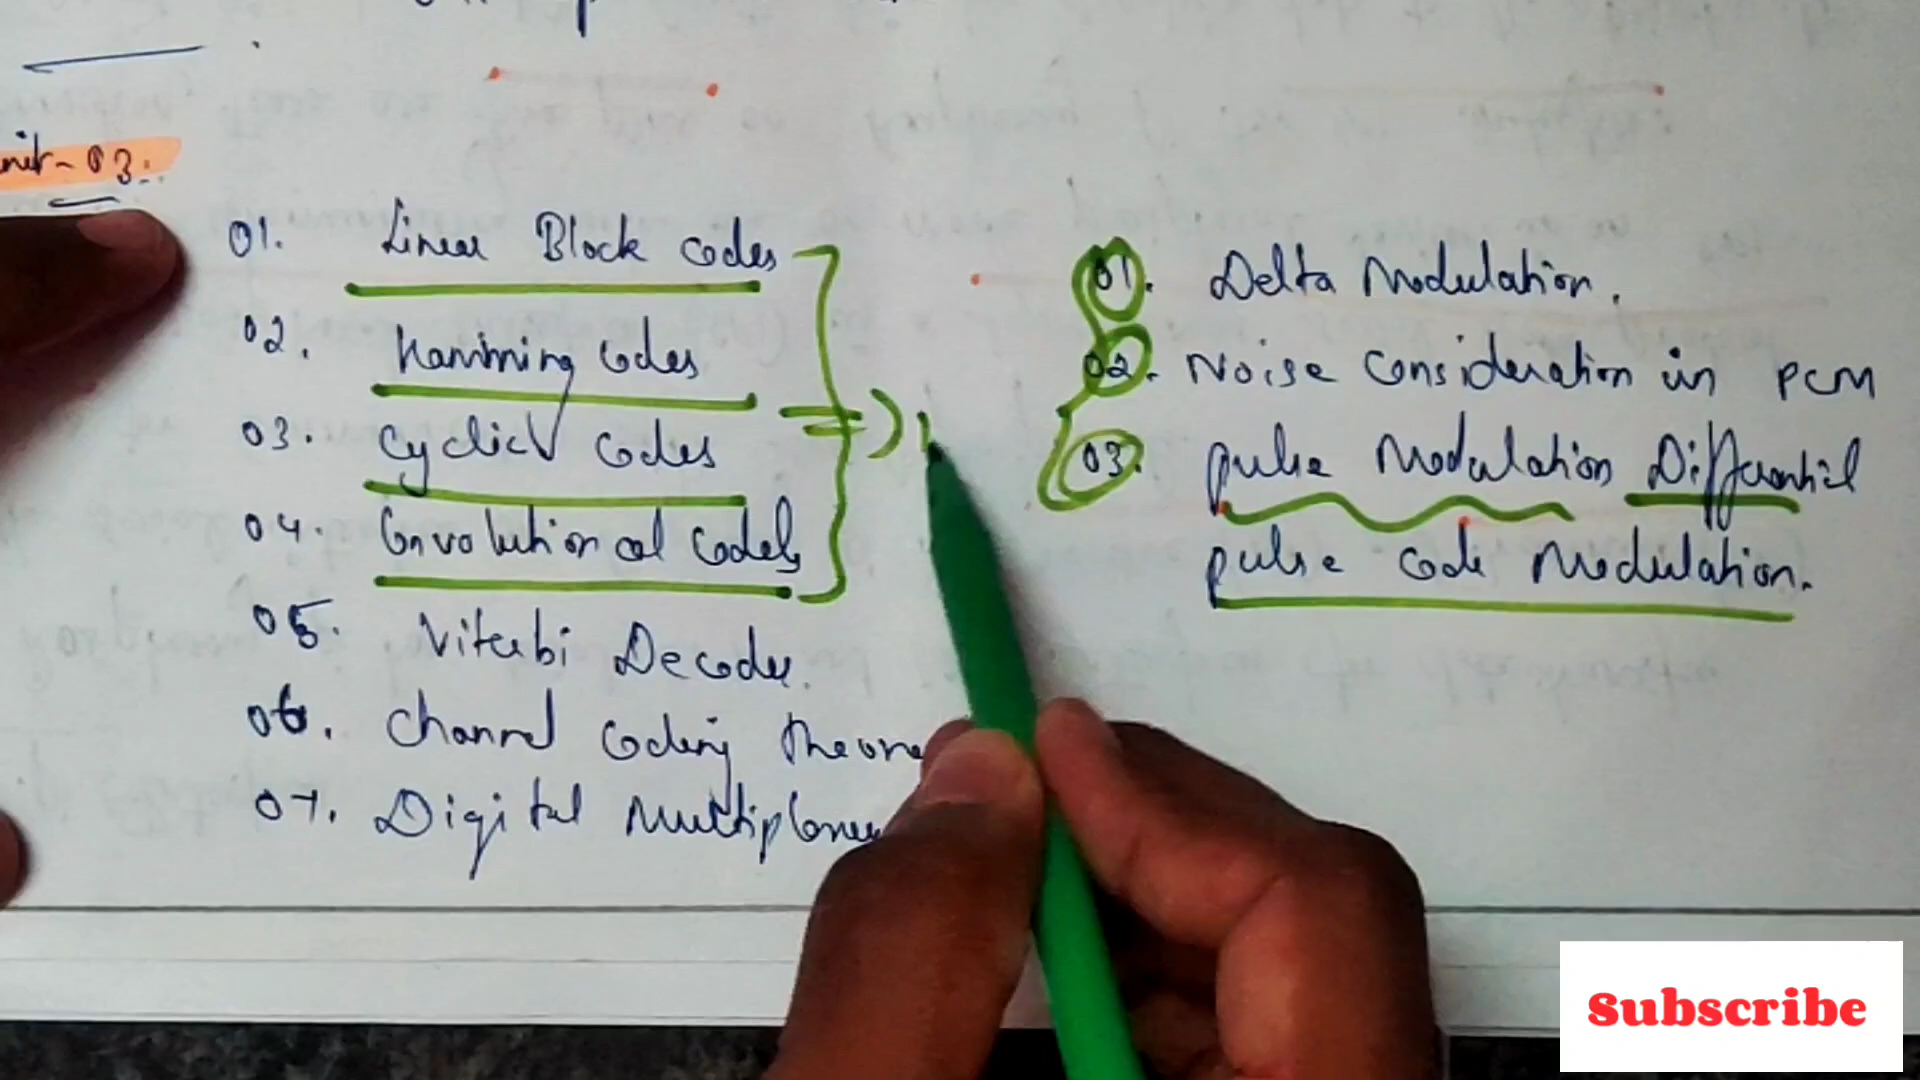 unit-03:
01. Linear Block Codes
02. Hamming Codes
03. Cyclic Codes
04. Convolutional Codes
05. Viterbi Decoder.
06. Channel Coding Theore
07. Digital
01. Delta Modulation.
02. Noise Consideration in PCM
03. pulse Modulation Differential
pulse Code Modulation.
Subscribe